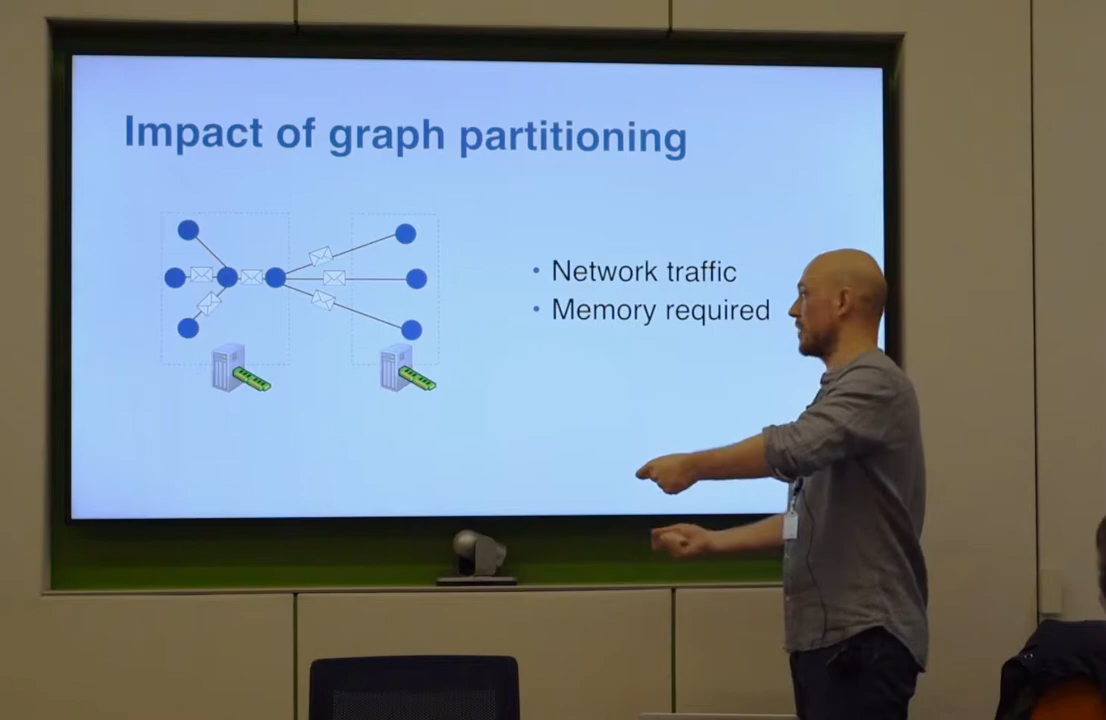 Impact of graph partitioning
• Network traffic
• Memory required